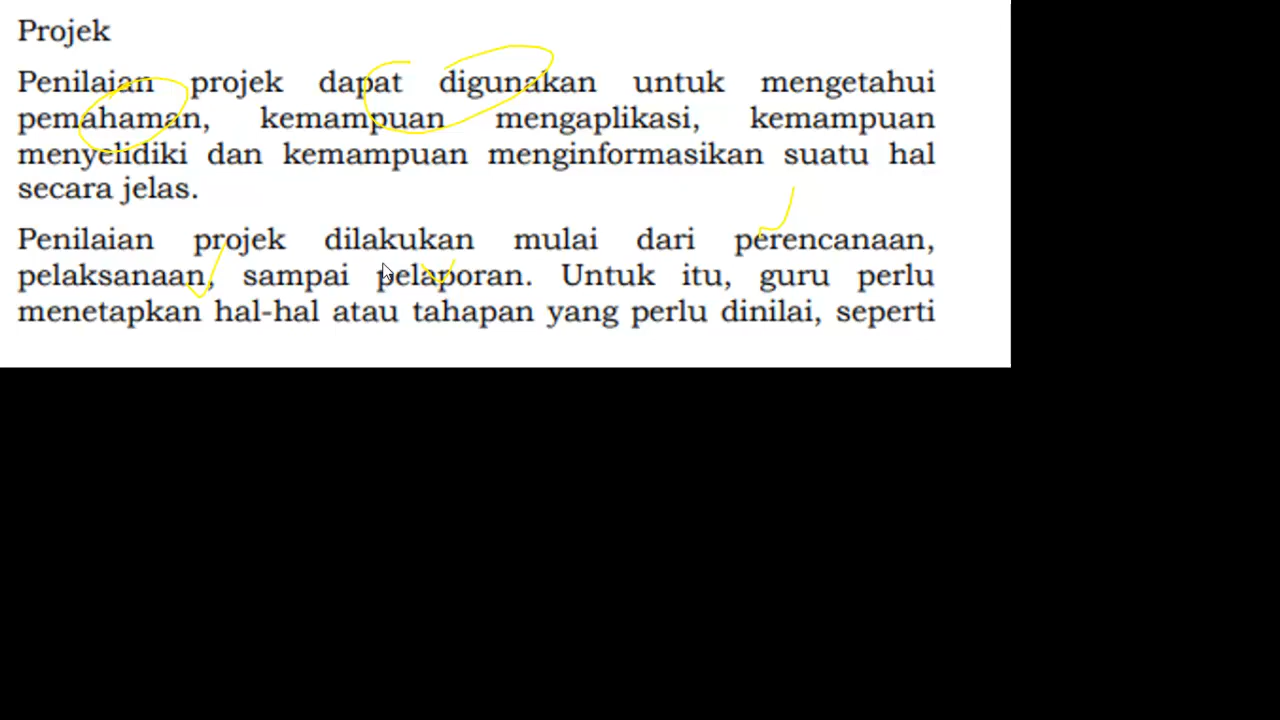 Projek
Penilaian projek dapat digunakan untuk mengetahui
pemahaman, kemampuan mengaplikasi, kemampuan
menyelidiki dan kemampuan menginformasikan suatu hal
secara jelas.
Penilaian projek dilakukan mulai dari perencanaan,
pelaksanaan, sampai pelaporan. Untuk itu, guru perlu
menetapkan hal-hal atau tahapan yang perlu dinilai, seperti